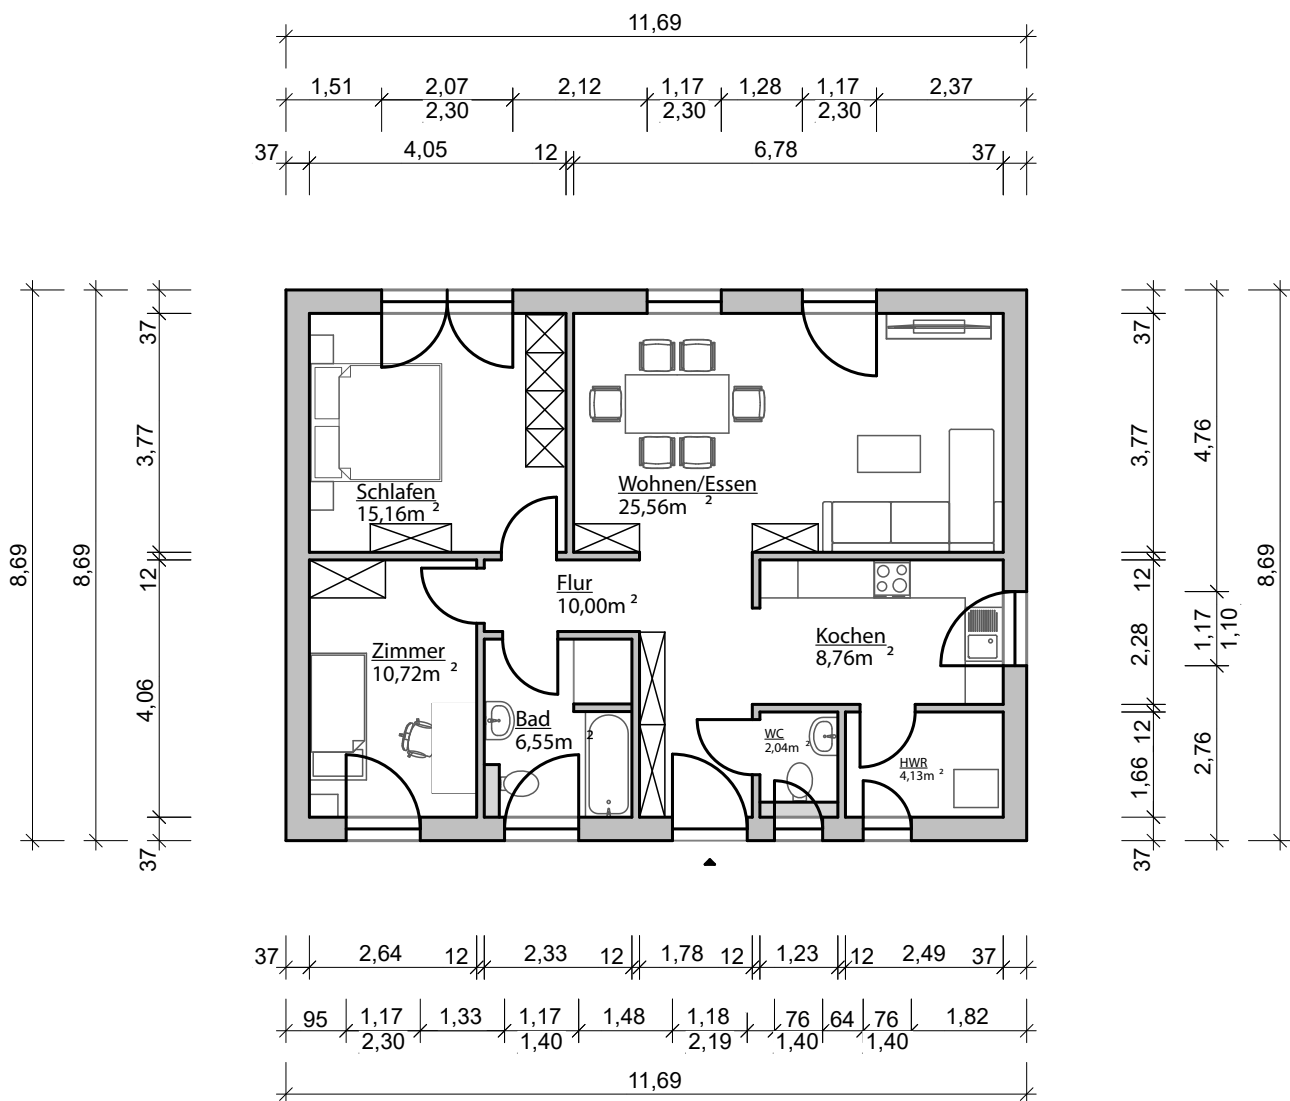 11,69
1,51 2,07 2,12 1,17 1,28 1,17 2,37
2,30 2,30 2,30
37 4,05 12 6,78 37
8,69
8,69
37
3,77
12
4,06
37
Schlafen
15,16m ²
Wohnen/Essen
25,56m ²
Flur
10,00m ²
Zimmer
10,72m ²
Kochen
8,76m ²
Bad
6,55m ²
WC
2,04m ²
HWR
4,13m ²
37
3,77
12
2,28
12
1,66
37
4,76
1,17
1,10
2,76
8,69
37 2,64 12 2,33 12 1,78 12 1,23 12 2,49 37
95 1,17 1,33 1,17 1,48 1,18 76 64 76 1,82
2,30 1,40 2,19 1,40 1,40
11,69